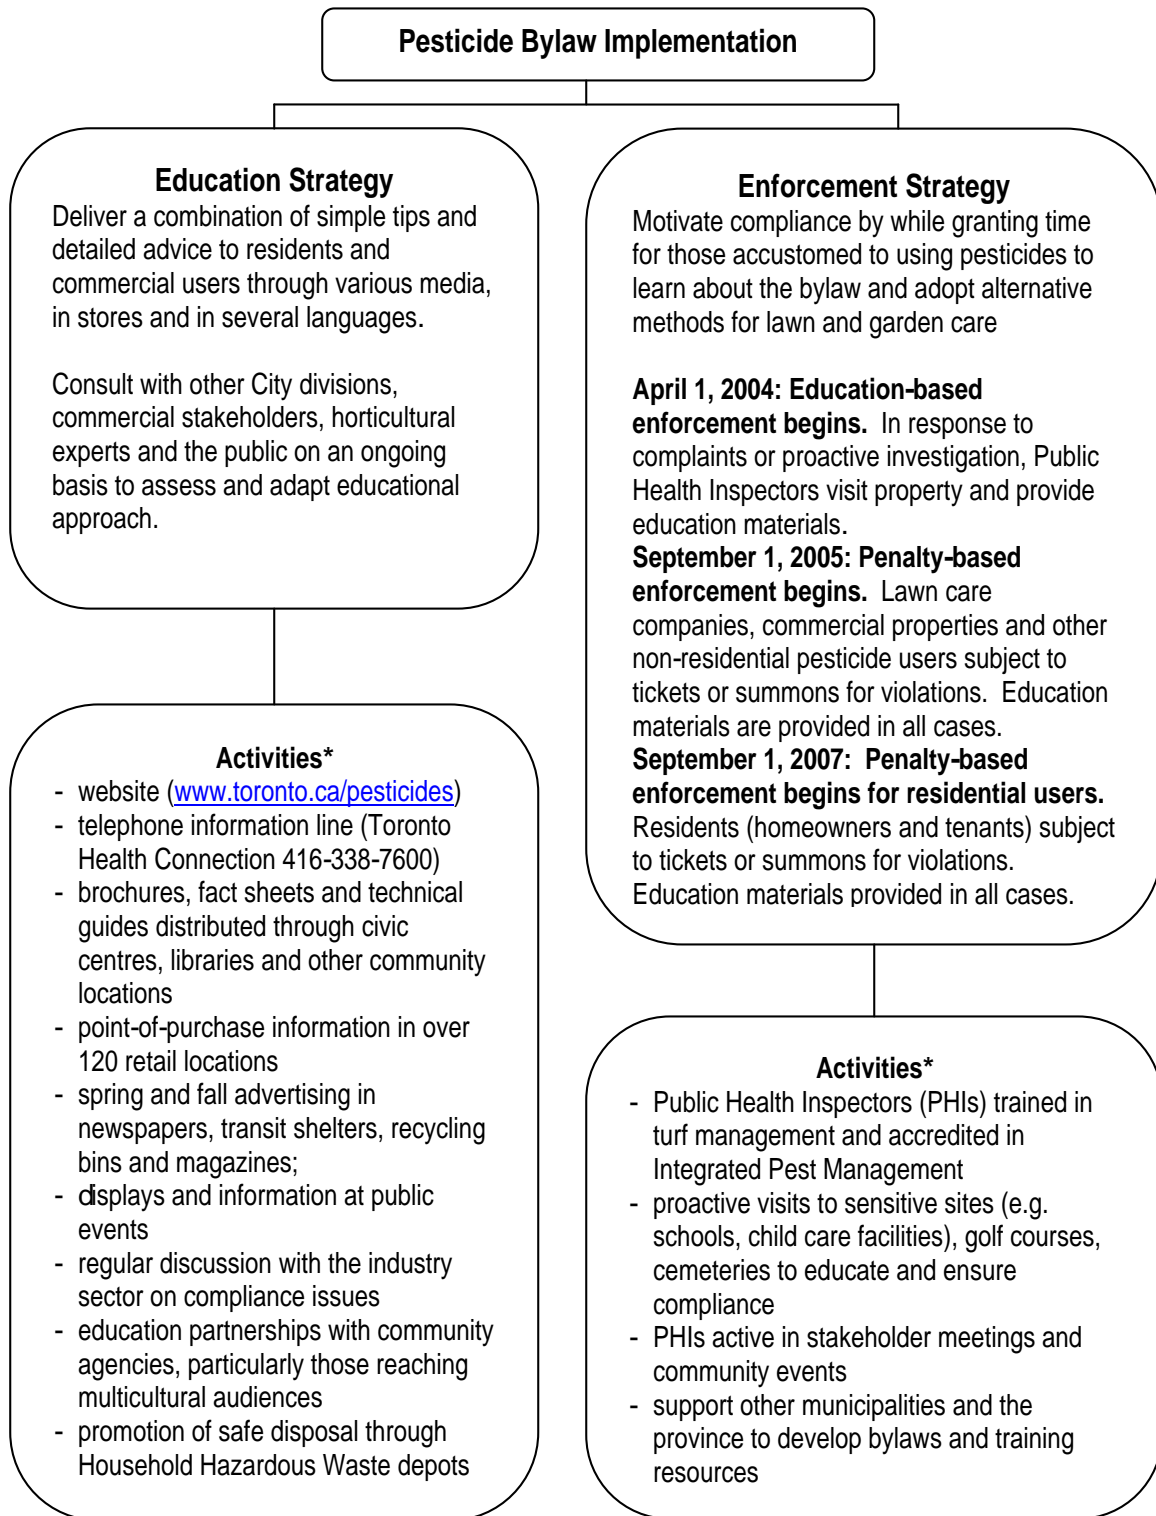 Pesticide Bylaw Implementation
Education Strategy
Deliver a combination of simple tips and
detailed advice to residents and
commercial users through various media,
in stores and in several languages.
Consult with other City divisions,
commercial stakeholders, horticultural
experts and the public on an ongoing
basis to assess and adapt educational
approach.
Activities*
- website (www.toronto.ca/pesticides)
- telephone information line (Toronto
Health Connection 416-338-7600)
- brochures, fact sheets and technical
guides distributed through civic
centres, libraries and other community
locations
- point-of-purchase information in over
120 retail locations
- spring and fall advertising in
newspapers, transit shelters, recycling
bins and magazines;
- displays and information at public
events
- regular discussion with the industry
sector on compliance issues
- education partnerships with community
agencies, particularly those reaching
multicultural audiences
- promotion of safe disposal through
Household Hazardous Waste depots
Enforcement Strategy
Motivate compliance by while granting time
for those accustomed to using pesticides to
learn about the bylaw and adopt alternative
methods for lawn and garden care
April 1, 2004: Education-based
enforcement begins. In response to
complaints or proactive investigation, Public
Health Inspectors visit property and provide
education materials.
September 1, 2005: Penalty-based
enforcement begins. Lawn care
companies, commercial properties and other
non-residential pesticide users subject to
tickets or summons for violations. Education
materials are provided in all cases.
September 1, 2007: Penalty-based
enforcement begins for residential users.
Residents (homeowners and tenants) subject
to tickets or summons for violations.
Education materials provided in all cases.
Activities*
- Public Health Inspectors (PHIs) trained in
turf management and accredited in
Integrated Pest Management
- proactive visits to sensitive sites (e.g.
schools, child care facilities), golf courses,
cemeteries to educate and ensure
compliance
- PHIs active in stakeholder meetings and
community events
- support other municipalities and the
province to develop bylaws and training
resources